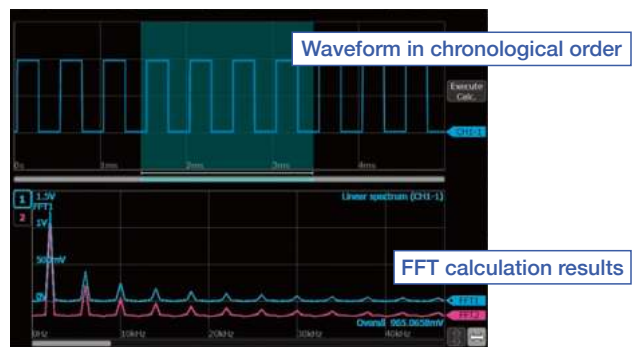 Waveform in chronological order
Execute
Calc.
CH1-1
0s 1ms 2ms 3ms 4ms
1 1.5V Linear spectrum (CH1-1)
FFT1
2
1V
500mV
FFT calculation results
0V
FFT1
FFT2
Overall 965.0658mV
0Hz 10kHz 20kHz 30kHz 40kHz